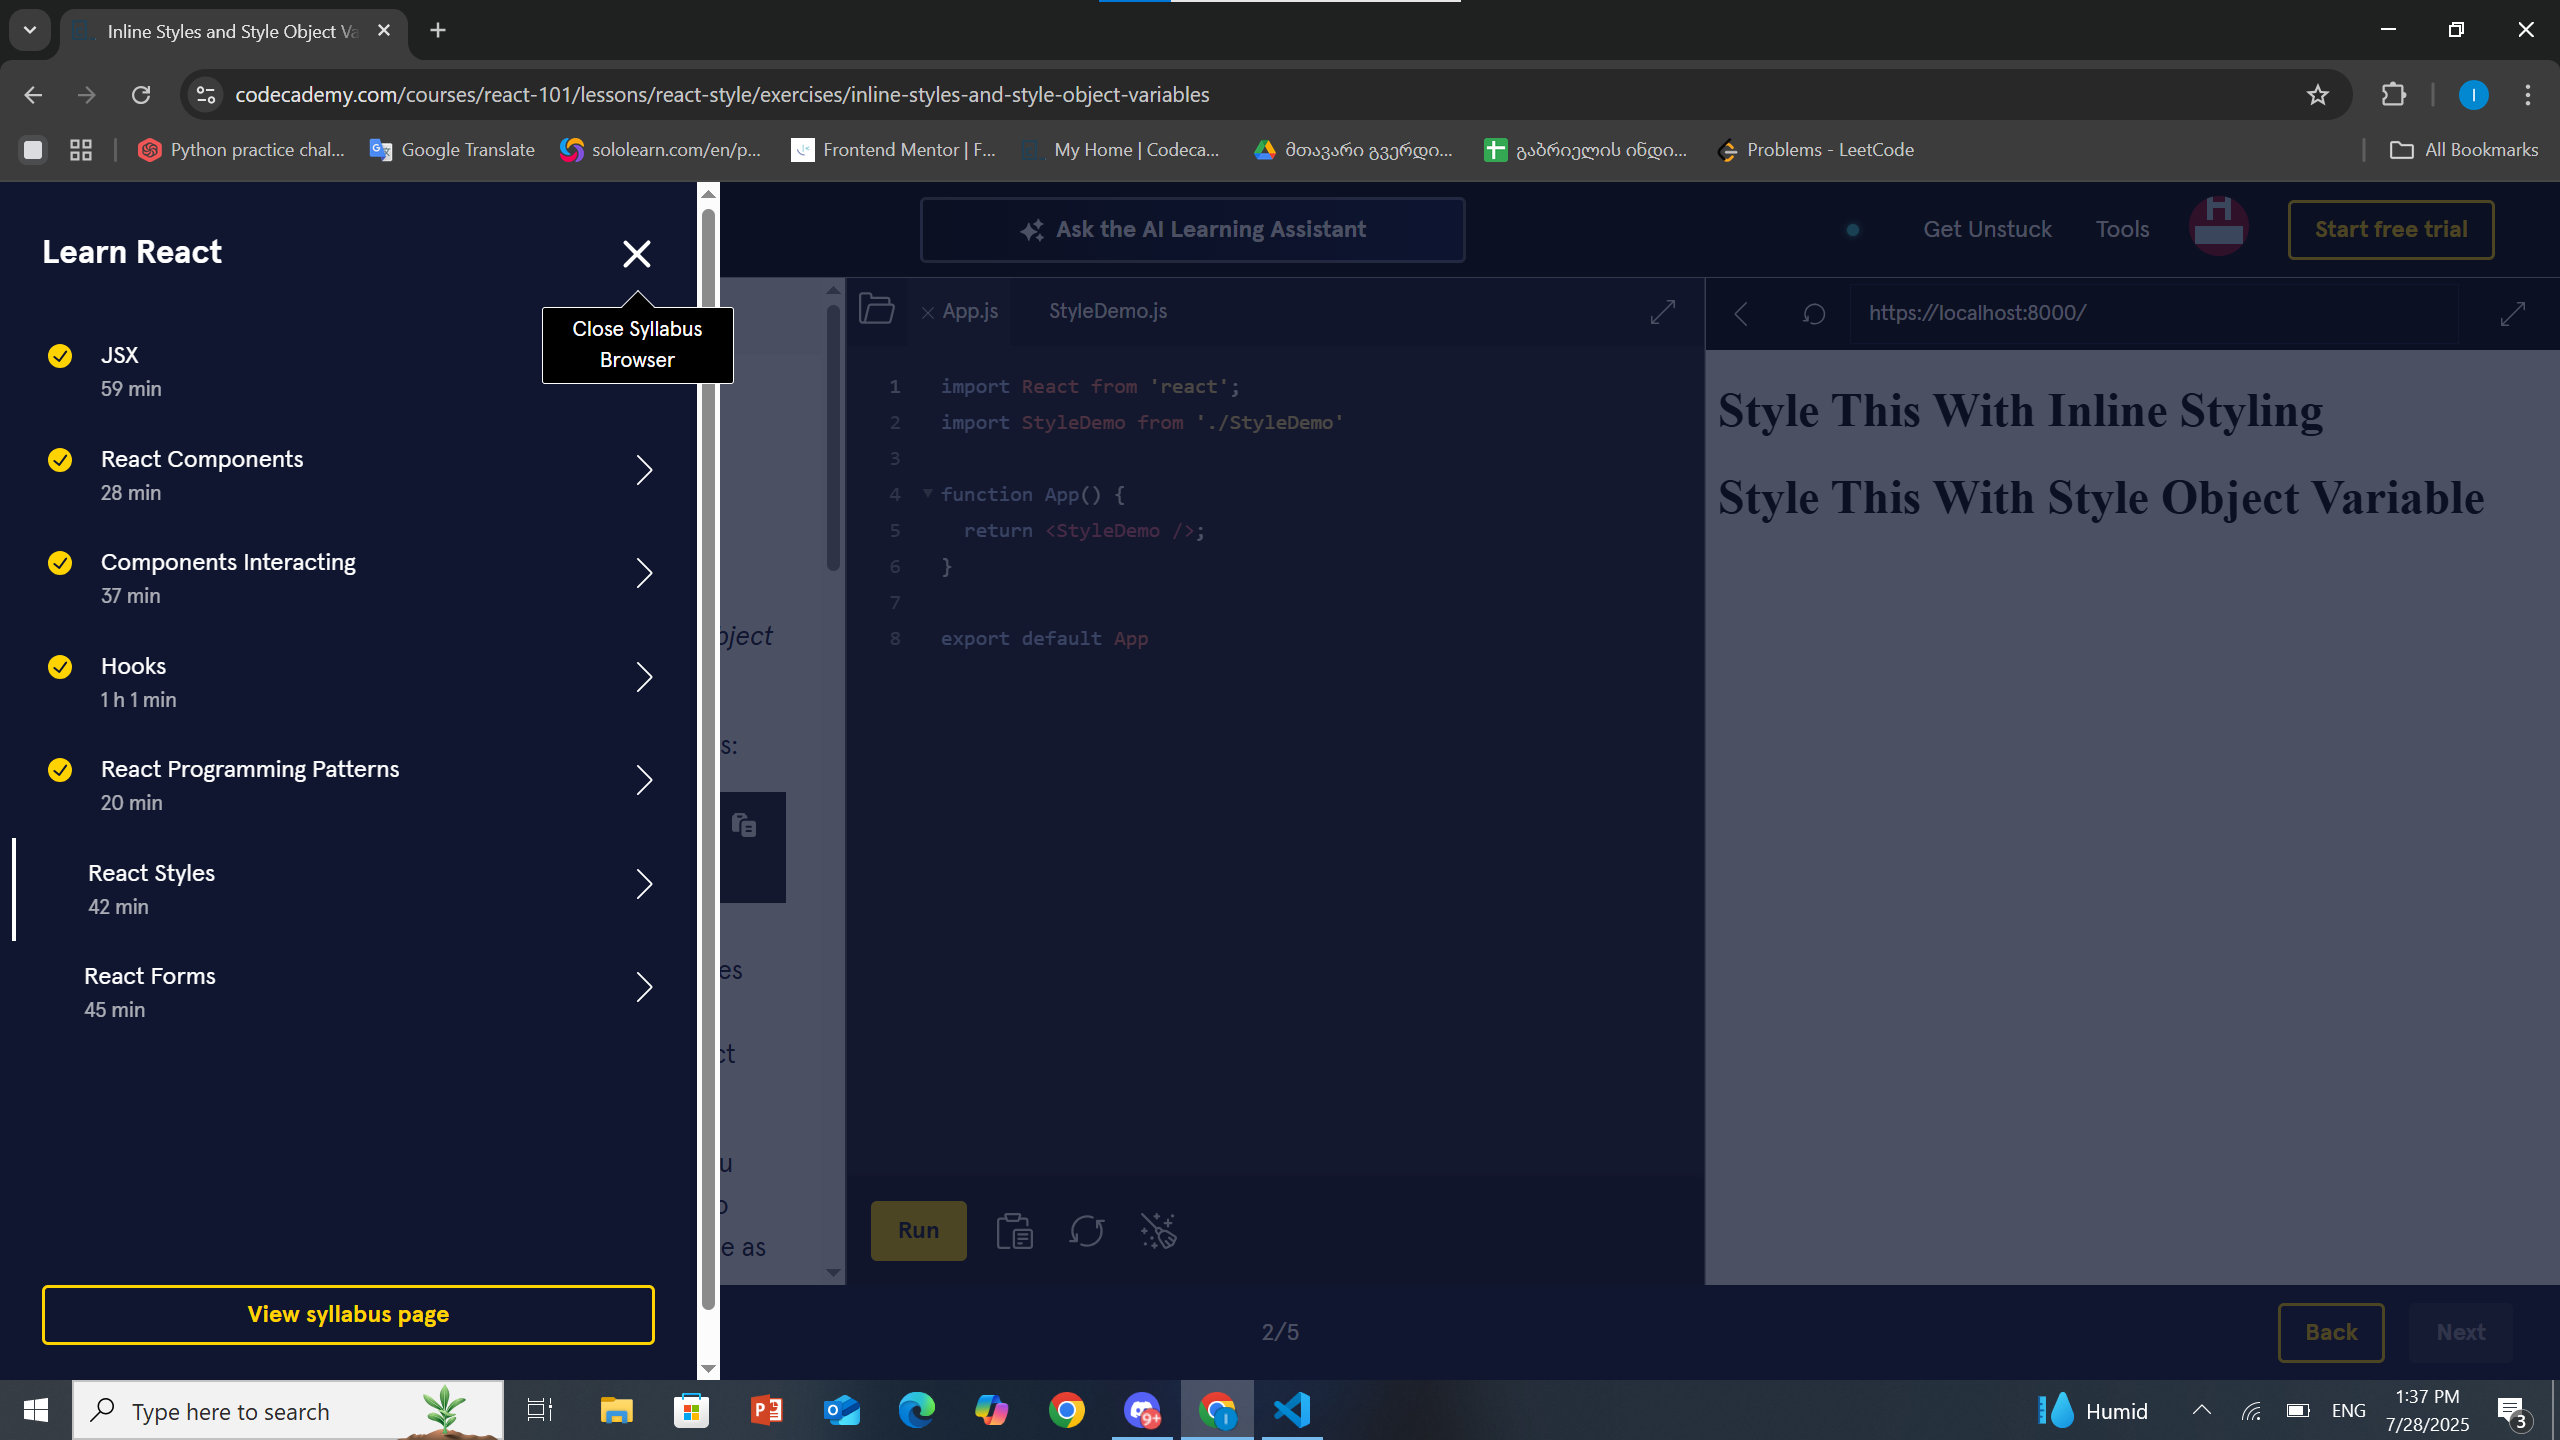 Inline Styles and Style Object Va
codecademy.com/courses/react-101/lessons/react-style/exercises/inline-styles-and-style-object-variables
I
Python practice chal...
Google Translate
sololearn.com/en/p...
Frontend Mentor | F...
My Home | Codeca...
მთავარი გვერდი...
გაბრიელის ინდი...
Problems - LeetCode
All Bookmarks
Learn React
Close Syllabus
Browser
JSX
59 min
React Components
28 min
Components Interacting
37 min
Hooks
1 h 1 min
React Programming Patterns
20 min
React Styles
42 min
React Forms
45 min
View syllabus page
Ask the AI Learning Assistant
Get Unstuck
Tools
Start free trial
s:
es
u
e as
App.js
StyleDemo.js
1 import React from 'react';
2 import StyleDemo from './StyleDemo'
3
4 function App() {
5 return <StyleDemo />;
6 }
7
8 export default App
Run
https://localhost:8000/
Style This With Inline Styling
Style This With Style Object Variable
2/5
Back
Next
Type here to search
9+
Humid
ENG
1:37 PM
7/28/2025
3